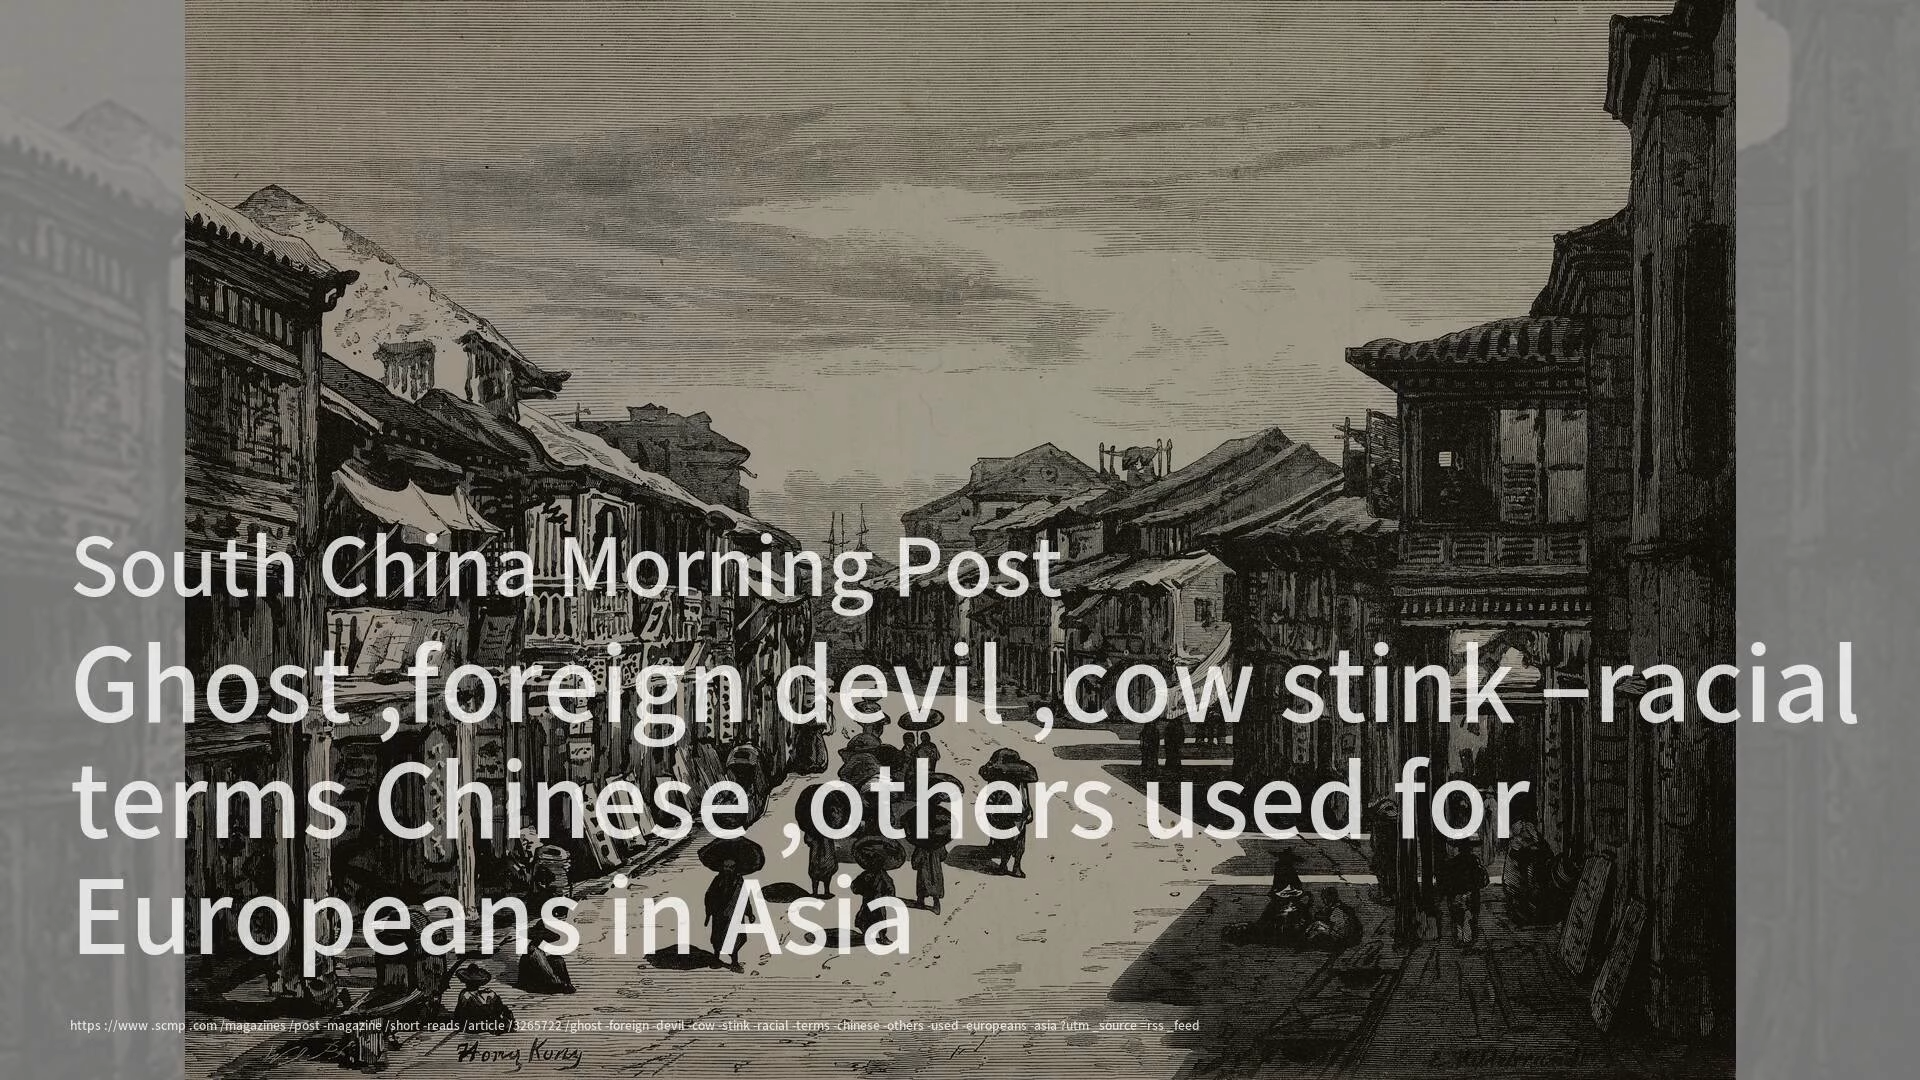 South China Morning Post
Ghost ,foreign devil ,cow stink –racial
terms Chinese ,others used for
Europeans in Asia
https ://www .scmp .com /magazines /post -magazine /short -reads /article /3265722 /ghost -foreign -devil -cow -stink -racial -terms -chinese -others -used -europeans -asia ?utm _source =rss _feed
Hong Kong